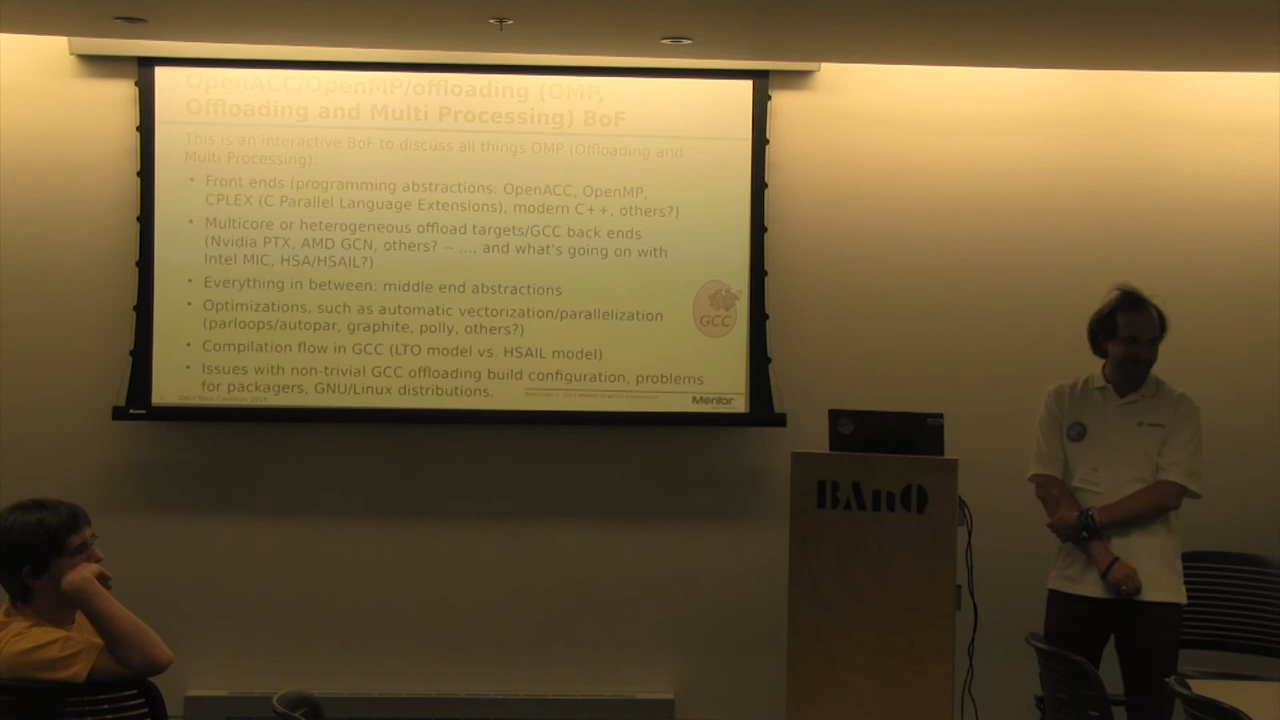 OpenACC/OpenMP/offloading (OMP,
Offloading and Multi Processing) BoF
This is an interactive BoF to discuss all things OMP (Offloading and
Multi Processing):
• Front ends (programming abstractions: OpenACC, OpenMP,
CPLEX (C Parallel Language Extensions), modern C++, others?)
• Multicore or heterogeneous offload targets/GCC back ends
(Nvidia PTX, AMD GCN, others? -- ..., and what's going on with
Intel MIC, HSA/HSAIL?)
• Everything in between: middle end abstractions
• Optimizations, such as automatic vectorization/parallelization
(parloops/autopar, graphite, polly, others?)
• Compilation flow in GCC (LTO model vs. HSAIL model)
• Issues with non-trivial GCC offloading build configuration, problems
for packagers, GNU/Linux distributions.
GCC
GNU Tools Cauldron 2019
Mentor
BAnQ